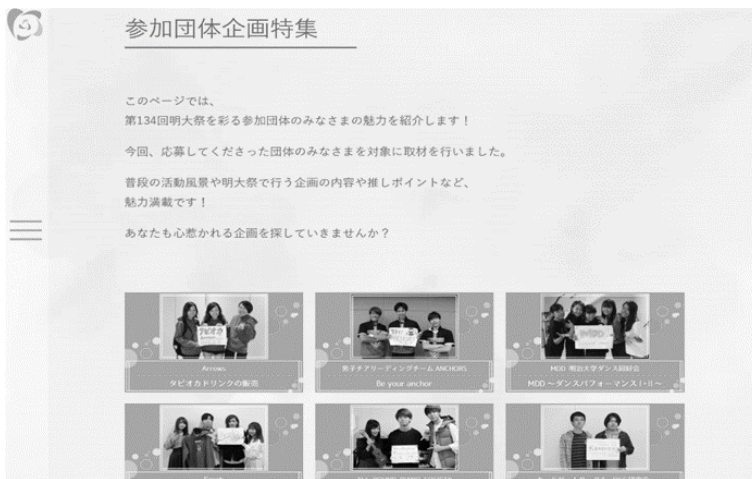 参加団体企画特集
このページでは、
第134回明大祭を彩る参加団体のみなさまの魅力を紹介します！
今回、応募してくださった団体のみなさまを対象に取材を行いました。
普段の活動風景や明大祭で行う企画の内容や推しポイントなど、
魅力満載です！
あなたも心惹かれる企画を探していきませんか？
タピオカ
Arrows
タピオカドリンクの販売
男子チアリーディングチーム ANCHORS
Be your anchor
MDD
MDD 明治大学ダンス同好会
MDD ～ダンスパフォーマンスⅠ・Ⅱ～